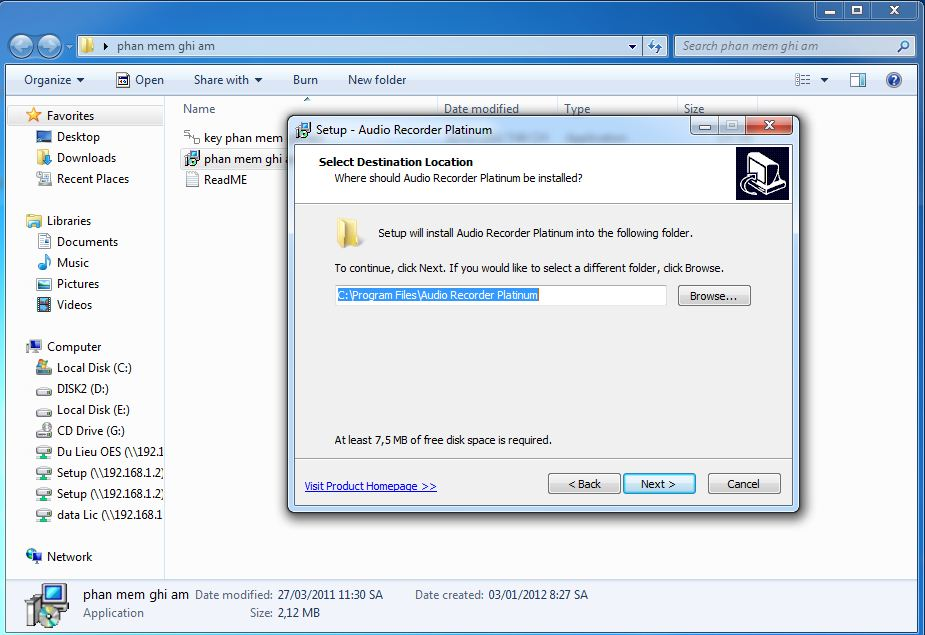 phan mem ghi am
Search phan mem ghi am
Organize
Open
Share with
Burn
New folder
Name
Date modified
Type
Size
Favorites
Desktop
Downloads
Recent Places
Libraries
Documents
Music
Pictures
Videos
Computer
Local Disk (C:)
DISK2 (D:)
Local Disk (E:)
CD Drive (G:)
Du Lieu OES (\\192.1
Setup (\\192.168.1.2)
Setup (\\192.168.1.2)
data Lic (\\192.168.1
Network
key phan mem
phan mem ghi a
ReadME
Setup - Audio Recorder Platinum
Select Destination Location
Where should Audio Recorder Platinum be installed?
Setup will install Audio Recorder Platinum into the following folder.
To continue, click Next. If you would like to select a different folder, click Browse.
C:\Program Files\Audio Recorder Platinum
Browse...
At least 7,5 MB of free disk space is required.
Visit Product Homepage >>
< Back
Next >
Cancel
phan mem ghi am Date modified: 27/03/2011 11:30 SA Date created: 03/01/2012 8:27 SA
Application Size: 2,12 MB